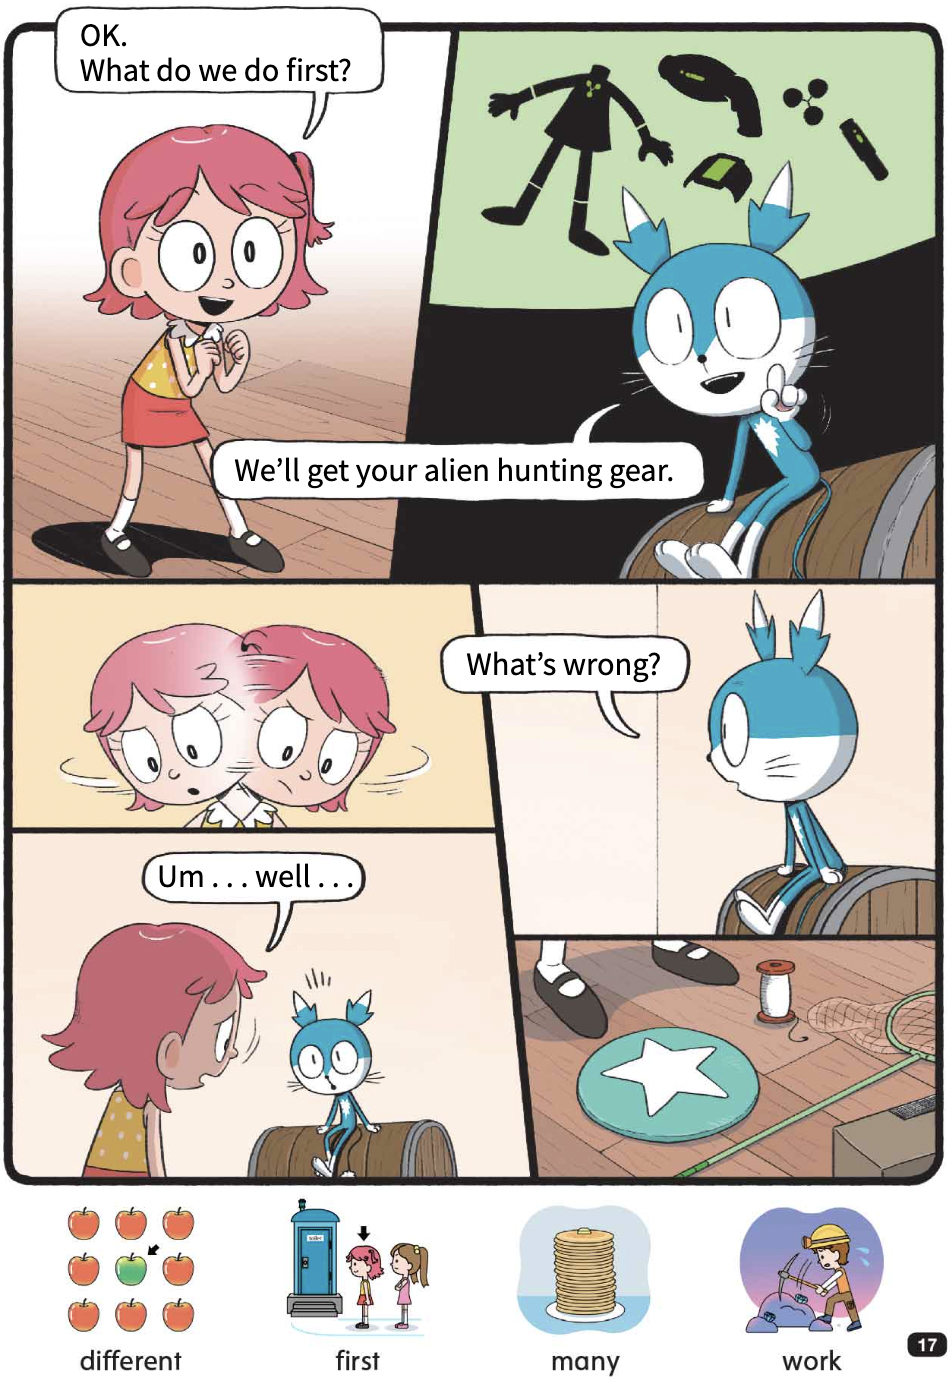 OK.
What do we do first?
We'll get your alien hunting gear.
What's wrong?
Um . . . well . . .
toilet
different
first
many
work
17